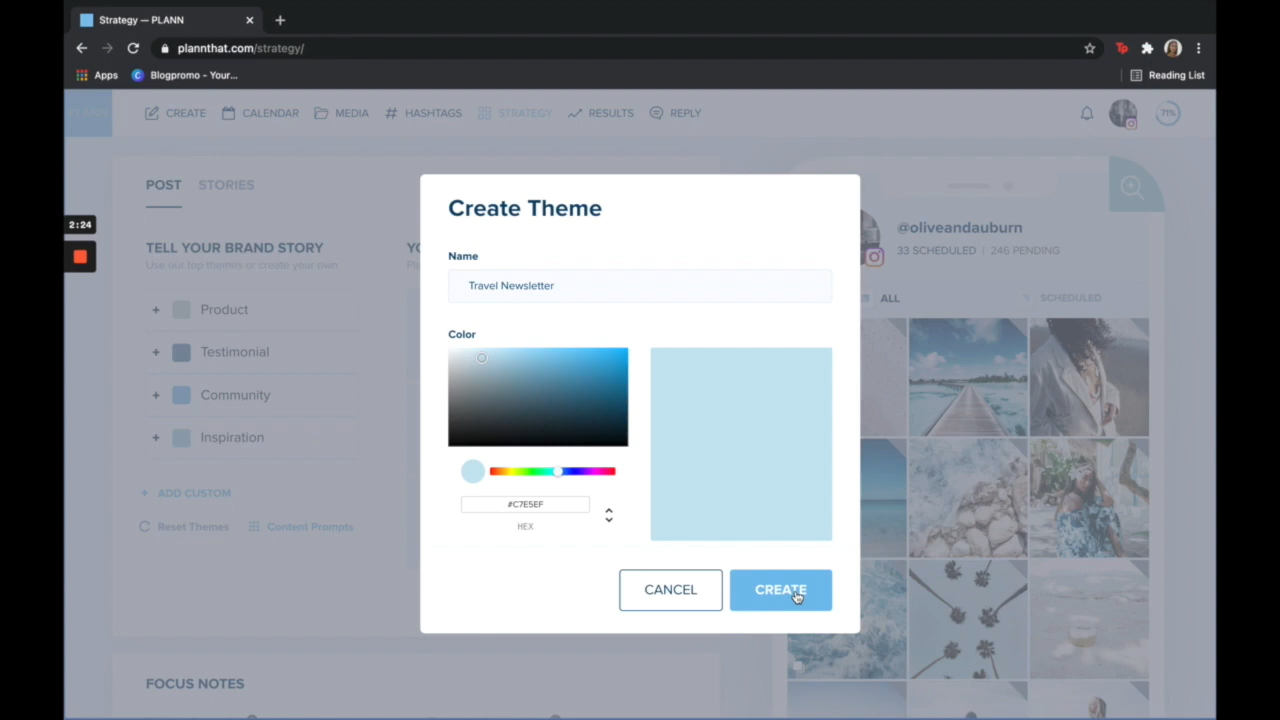 Strategy — PLANN
plannthat.com/strategy/
Apps
Blogpromo - Your...
Reading List
CREATE
CALENDAR
MEDIA
HASHTAGS
STRATEGY
RESULTS
REPLY
71%
POST
STORIES
2:24
TELL YOUR BRAND STORY
Use our top themes or create your own
+ Product
+ Testimonial
+ Community
+ Inspiration
+ ADD CUSTOM
Reset Themes
Content Prompts
FOCUS NOTES
Create Theme
Name
Travel Newsletter
Color
#C7E5EF
HEX
CANCEL
CREATE
@oliveandauburn
33 SCHEDULED | 246 PENDING
ALL
SCHEDULED